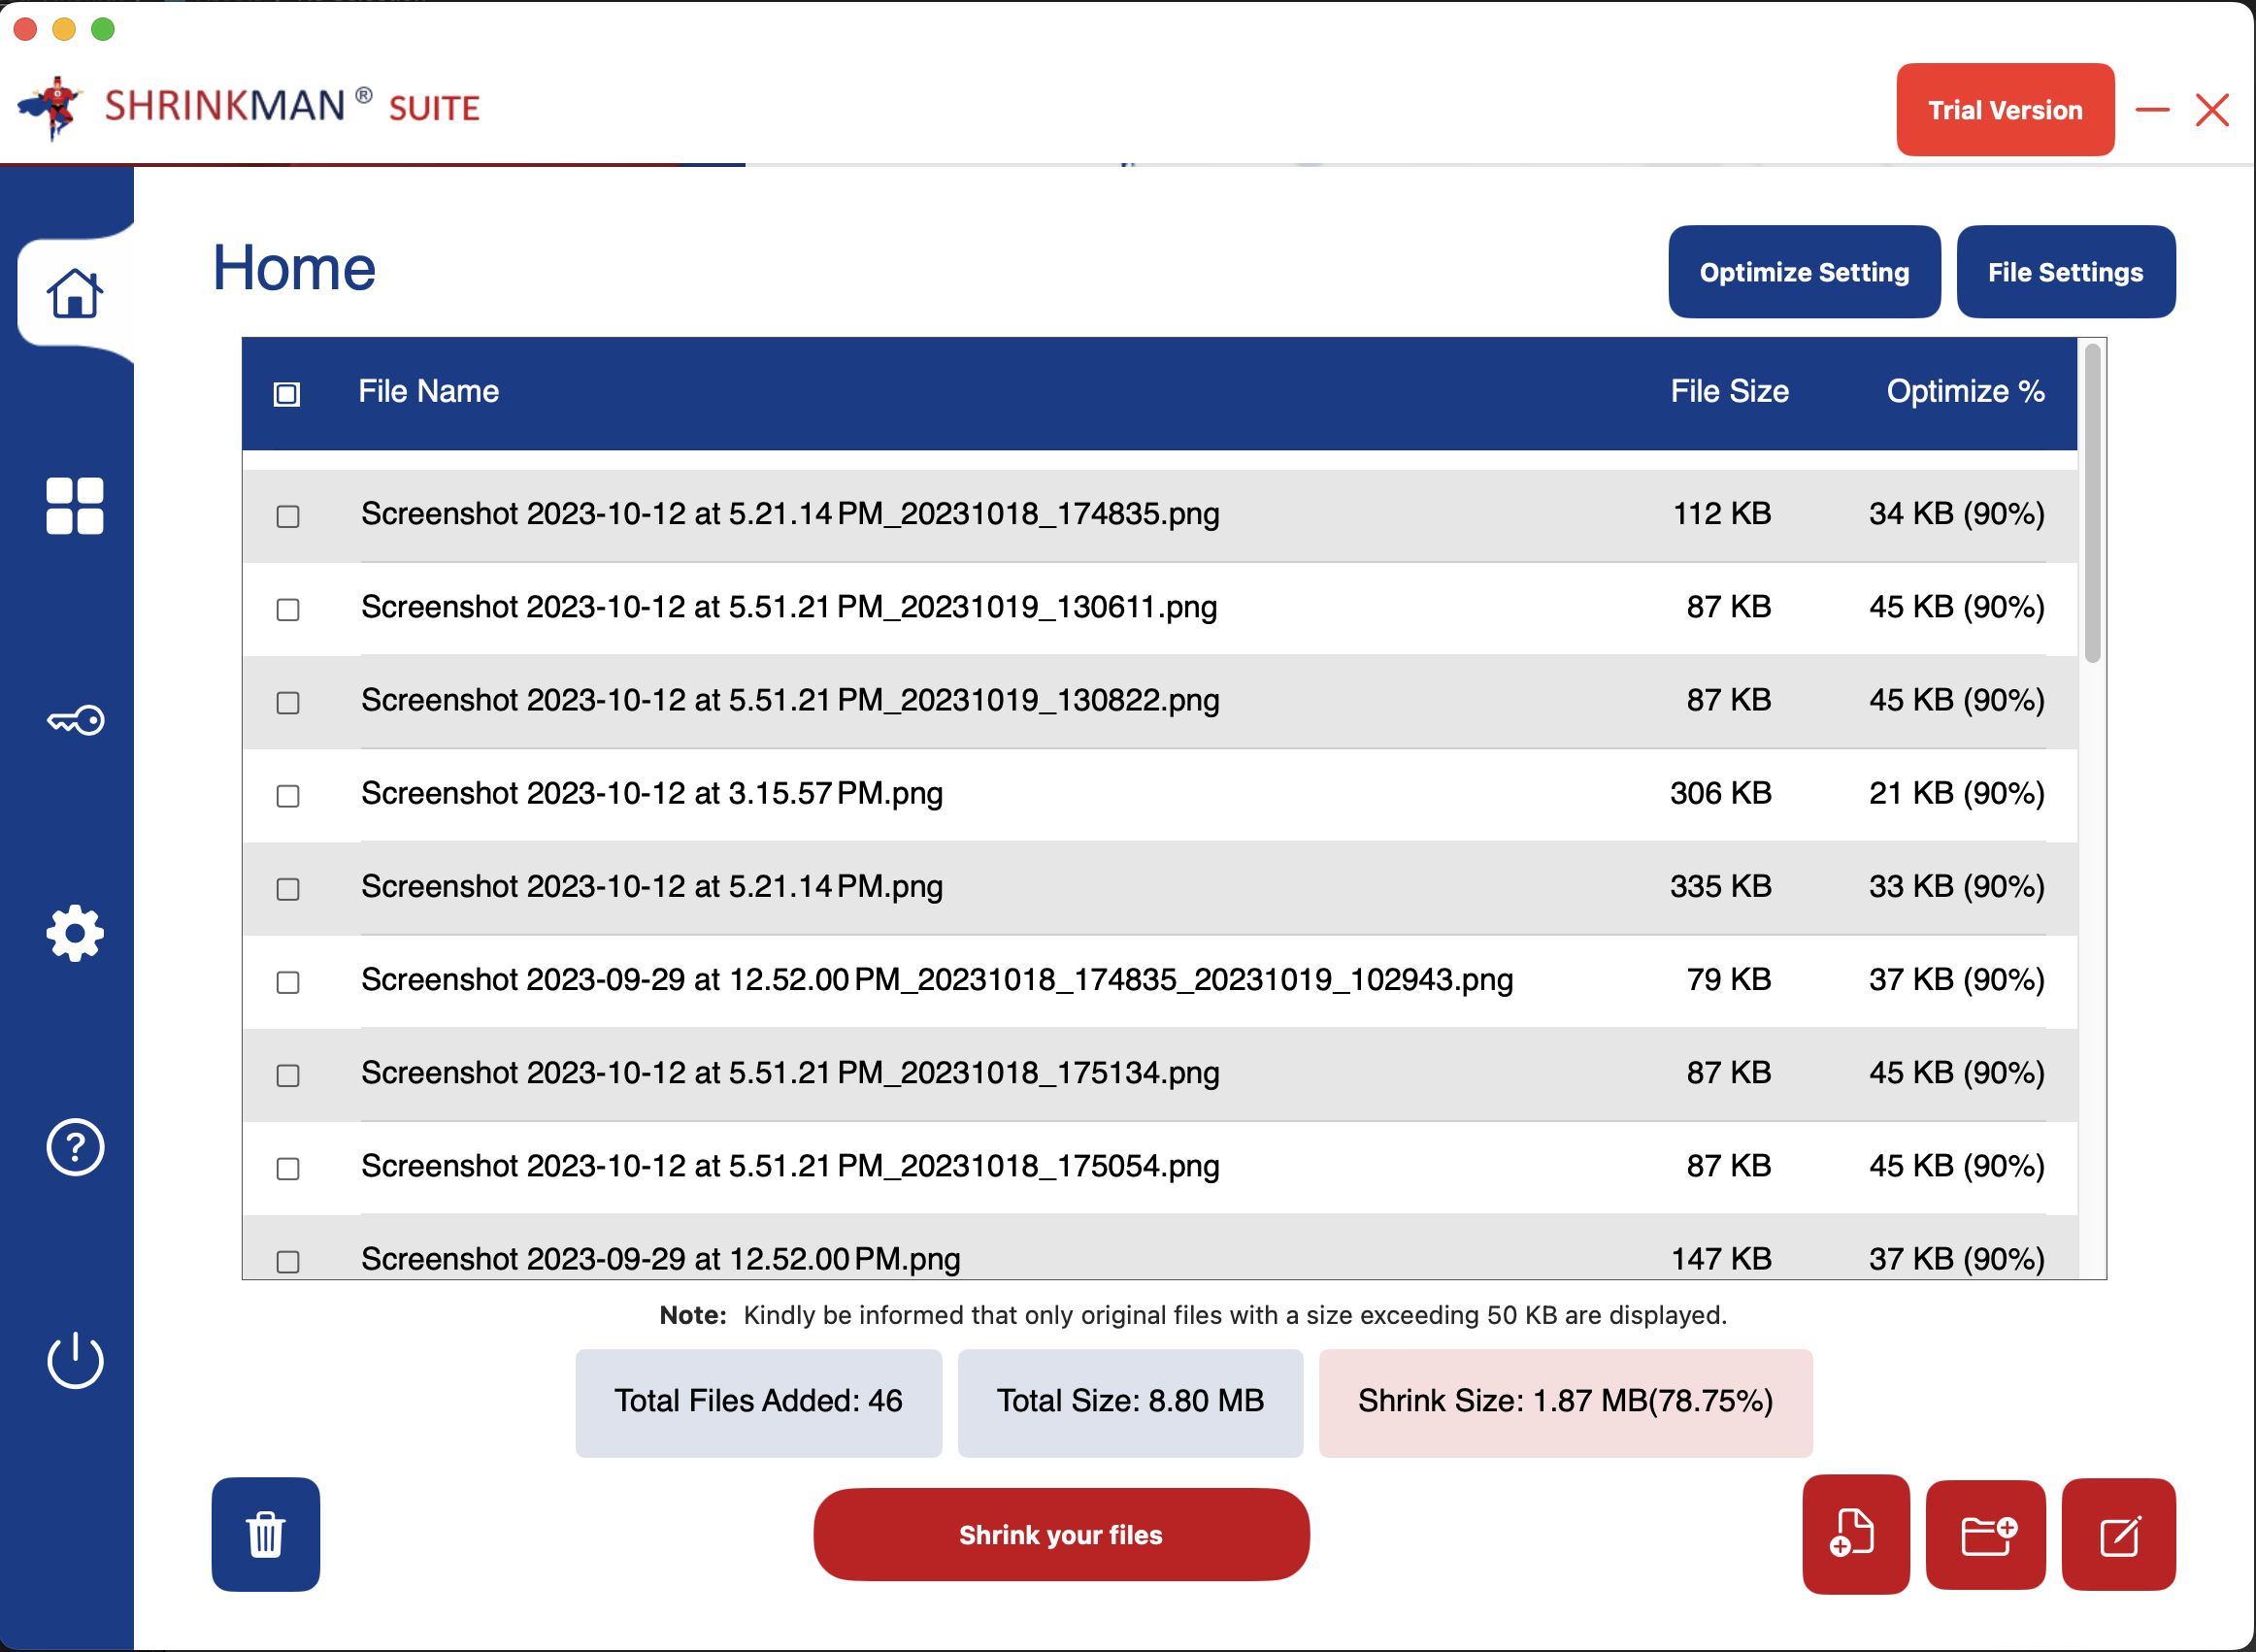 SHRINKMAN® SUITE
Trial Version
Home
Optimize Setting
File Settings
File Name File Size Optimize %
Screenshot 2023-10-12 at 5.21.14 PM_20231018_174835.png 112 KB 34 KB (90%)
Screenshot 2023-10-12 at 5.51.21 PM_20231019_130611.png 87 KB 45 KB (90%)
Screenshot 2023-10-12 at 5.51.21 PM_20231019_130822.png 87 KB 45 KB (90%)
Screenshot 2023-10-12 at 3.15.57 PM.png 306 KB 21 KB (90%)
Screenshot 2023-10-12 at 5.21.14 PM.png 335 KB 33 KB (90%)
Screenshot 2023-09-29 at 12.52.00 PM_20231018_174835_20231019_102943.png 79 KB 37 KB (90%)
Screenshot 2023-10-12 at 5.51.21 PM_20231018_175134.png 87 KB 45 KB (90%)
Screenshot 2023-10-12 at 5.51.21 PM_20231018_175054.png 87 KB 45 KB (90%)
Screenshot 2023-09-29 at 12.52.00 PM.png 147 KB 37 KB (90%)
Note: Kindly be informed that only original files with a size exceeding 50 KB are displayed.
Total Files Added: 46
Total Size: 8.80 MB
Shrink Size: 1.87 MB(78.75%)
Shrink your files